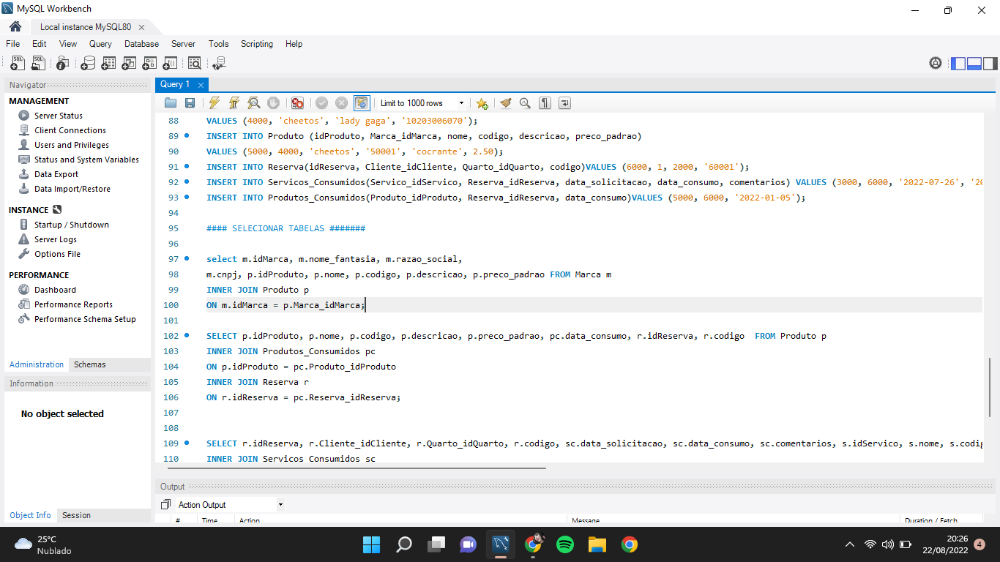 MySQL Workbench
Local instance MySQL80
File Edit View Query Database Server Tools Scripting Help
Navigator
MANAGEMENT
Server Status
Client Connections
Users and Privileges
Status and System Variables
Data Export
Data Import/Restore
INSTANCE
Startup / Shutdown
Server Logs
Options File
PERFORMANCE
Dashboard
Performance Reports
Performance Schema Setup
Administration Schemas
Information
No object selected
Object Info Session
Query 1
Limit to 1000 rows
88 VALUES (4000, 'cheetos', 'lady gaga', '10203006070');
89 INSERT INTO Produto (idProduto, Marca_idMarca, nome, codigo, descricao, preco_padrao)
90 VALUES (5000, 4000, 'cheetos', '50001', 'cocrante', 2.50);
91 INSERT INTO Reserva(idReserva, Cliente_idCliente, Quarto_idQuarto, codigo)VALUES (6000, 1, 2000, '60001');
92 INSERT INTO Servicos_Consumidos(Servico_idServico, Reserva_idReserva, data_solicitacao, data_consumo, comentarios) VALUES (3000, 6000, '2022-07-26', '20
93 INSERT INTO Produtos_Consumidos(Produto_idProduto, Reserva_idReserva, data_consumo)VALUES (5000, 6000, '2022-01-05');
94
95 #### SELECIONAR TABELAS #######
96
97 select m.idMarca, m.nome_fantasia, m.razao_social,
98 m.cnpj, p.idProduto, p.nome, p.codigo, p.descricao, p.preco_padrao FROM Marca m
99 INNER JOIN Produto p
100 ON m.idMarca = p.Marca_idMarca;
101
102 SELECT p.idProduto, p.nome, p.codigo, p.descricao, p.preco_padrao, pc.data_consumo, r.idReserva, r.codigo  FROM Produto p
103 INNER JOIN Produtos_Consumidos pc
104 ON p.idProduto = pc.Produto_idProduto
105 INNER JOIN Reserva r
106 ON r.idReserva = pc.Reserva_idReserva;
107
108
109 SELECT r.idReserva, r.Cliente_idCliente, r.Quarto_idQuarto, r.codigo, sc.data_solicitacao, sc.data_consumo, sc.comentarios, s.idServico, s.nome, s.codig
110 INNER JOIN Servicos_Consumidos sc
Output
Action Output
# Time Action Message Duration / Fetch
25°C
Nublado
20:26
22/08/2022
4